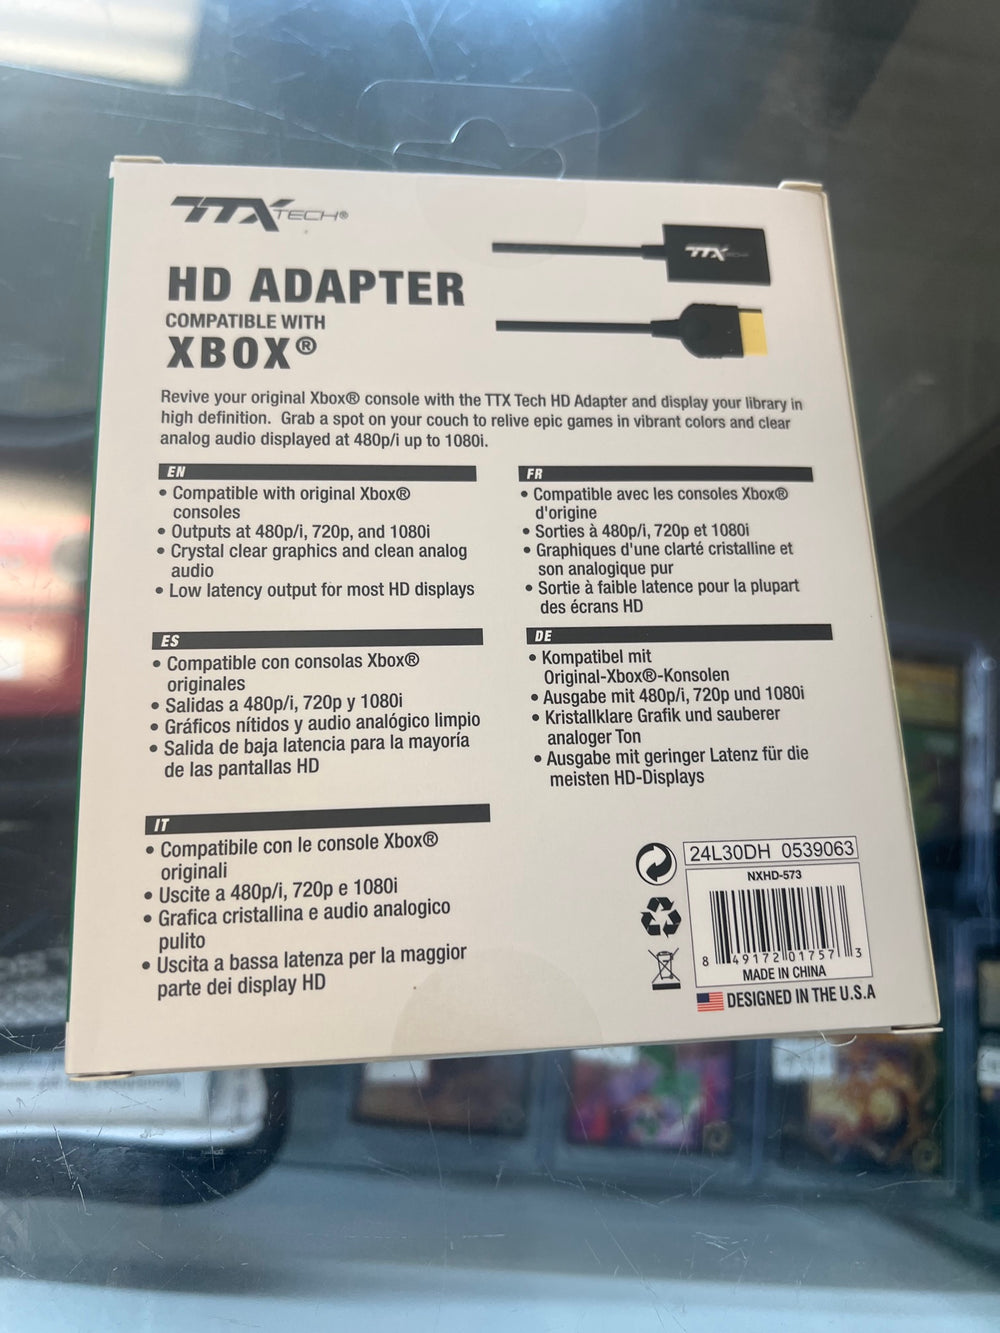 TTX TECH®
TTX TECH
HD ADAPTER
COMPATIBLE WITH
XBOX®
Revive your original Xbox® console with the TTX Tech HD Adapter and display your library in
high definition. Grab a spot on your couch to relive epic games in vibrant colors and clear
analog audio displayed at 480p/i up to 1080i.
EN
• Compatible with original Xbox®
consoles
• Outputs at 480p/i, 720p, and 1080i
• Crystal clear graphics and clean analog
audio
• Low latency output for most HD displays
FR
• Compatible avec les consoles Xbox®
d'origine
• Sorties à 480p/i, 720p et 1080i
• Graphiques d'une clarté cristalline et
son analogique pur
• Sortie à faible latence pour la plupart
des écrans HD
ES
• Compatible con consolas Xbox®
originales
• Salidas a 480p/i, 720p y 1080i
• Gráficos nítidos y audio analógico limpio
• Salida de baja latencia para la mayoría
de las pantallas HD
DE
• Kompatibel mit
Original-Xbox®-Konsolen
• Ausgabe mit 480p/i, 720p und 1080i
• Kristallklare Grafik und sauberer
analoger Ton
• Ausgabe mit geringer Latenz für die
meisten HD-Displays
IT
• Compatibile con le console Xbox®
originali
• Uscite a 480p/i, 720p e 1080i
• Grafica cristallina e audio analogico
pulito
• Uscita a bassa latenza per la maggior
parte dei display HD
24L30DH 0539063
NXHD-573
8 49172 01757 3
MADE IN CHINA
DESIGNED IN THE U.S.A